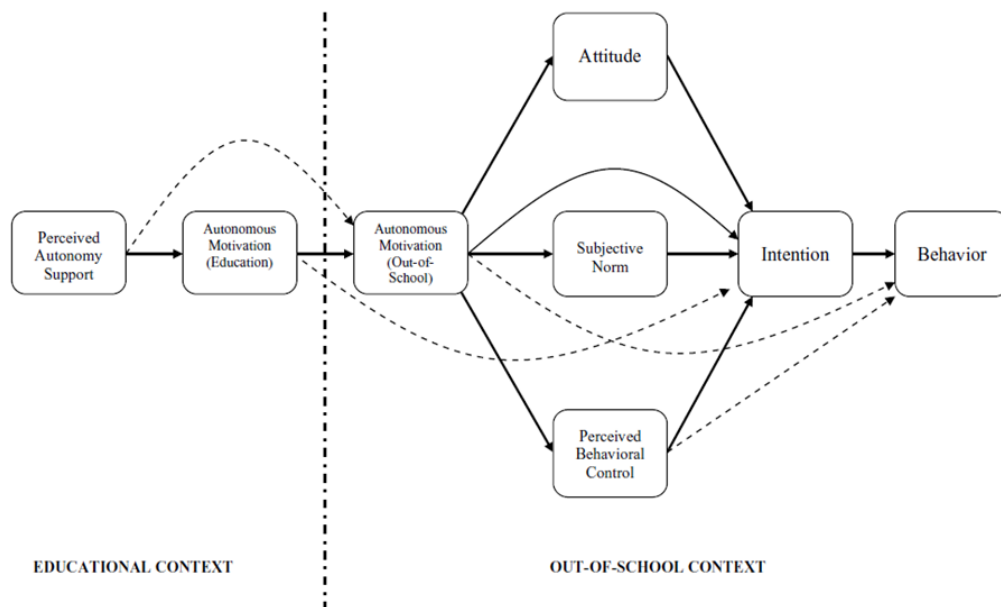 Attitude
Perceived
Autonomy
Support
Autonomous
Motivation
(Education)
Autonomous
Motivation
(Out-of-
School)
Subjective
Norm
Intention
Behavior
Perceived
Behavioral
Control
EDUCATIONAL CONTEXT
OUT-OF-SCHOOL CONTEXT